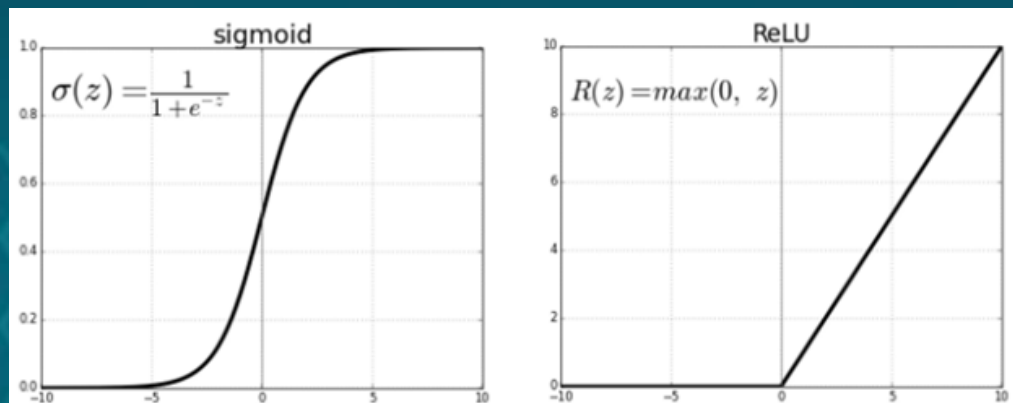 sigmoid
σ(z) = 1/(1+e^{-z})
1.0
0.8
0.6
0.4
0.2
0.0
−10 −5 0 5 10
ReLU
R(z) = max(0, z)
10
8
6
4
2
0
−10 −5 0 5 10